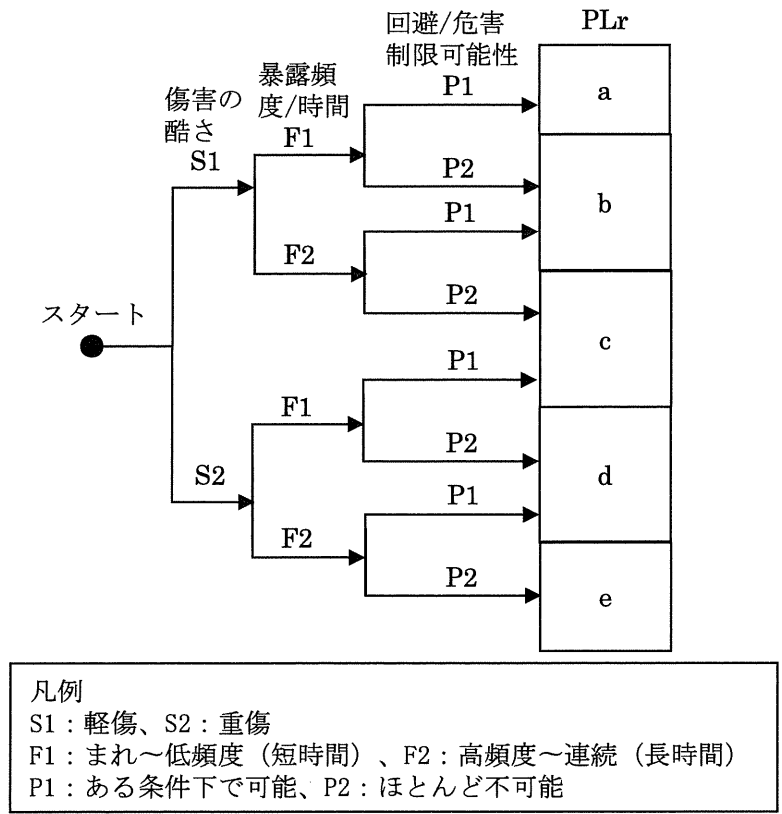 回避/危害
制限可能性
PLr
暴露頻
度/時間
傷害の
酷さ
S1
F1
P1
a
P2
b
F2
P1
P2
c
スタート
S2
F1
P1
P2
d
F2
P1
P2
e
凡例
S1：軽傷、S2：重傷
F1：まれ～低頻度（短時間）、F2：高頻度～連続（長時間）
P1：ある条件下で可能、P2：ほとんど不可能